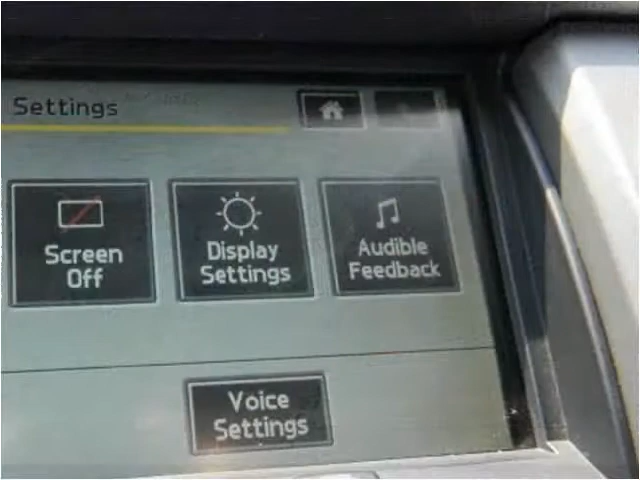 Settings
Screen
Off
Display
Settings
Audible
Feedback
Voice
Settings